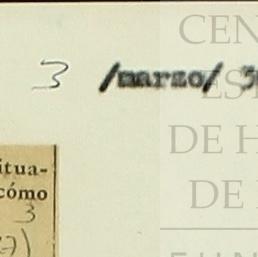 3 /marzo/
CEN
ES
DE H
DE
itua-
cómo
3